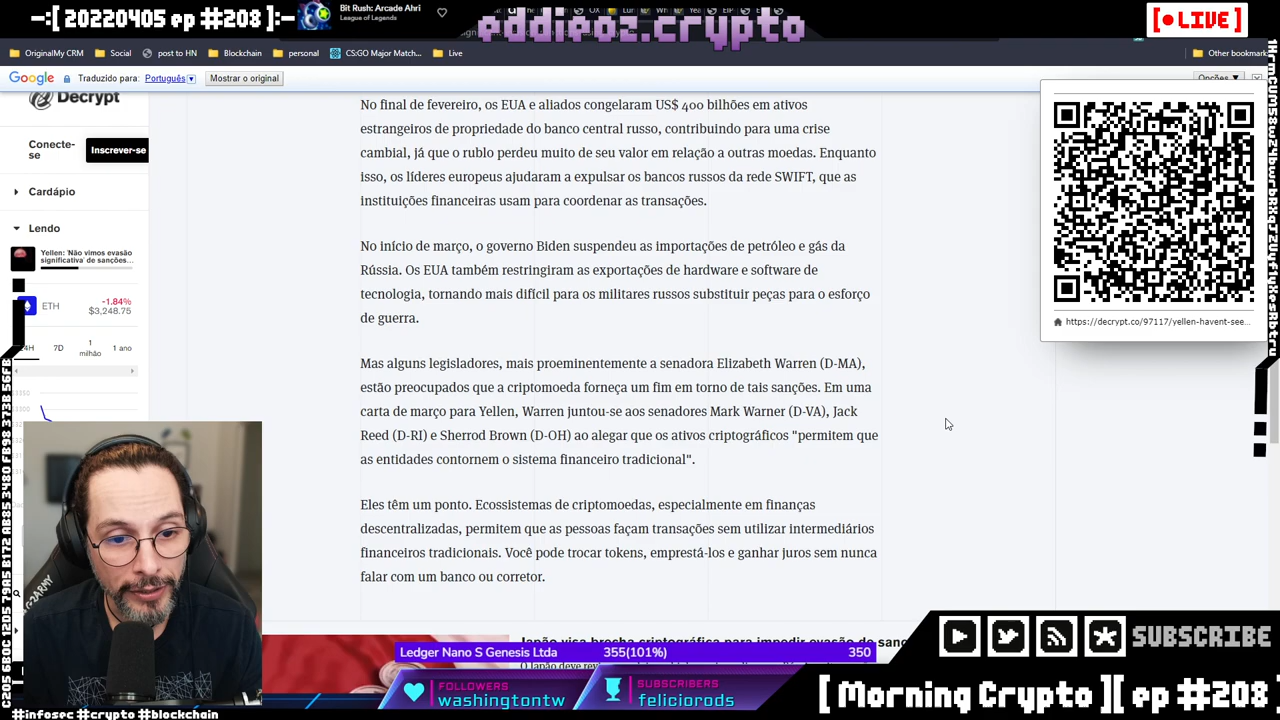 -:[ 20220405 ep #208 ]:-
Bit Rush: Arcade Ahri
League of Legends
eddieoz.crypto
[● LIVE]
OriginalMy CRM
Social
post to HN
Blockchain
personal
CS:GO Major Match...
Live
Other bookmark
Google
Traduzido para:
Português
Mostrar o original
Opções ▼
Decrypt
Conecte-se
Inscrever-se
Cardápio
Lendo
Yellen: 'Não vimos evasão
significativa' de sanções...
ETH
-1.84%
$3,248.75
24H
7D
1 milhão
1 ano
No final de fevereiro, os EUA e aliados congelaram US$ 400 bilhões em ativos
estrangeiros de propriedade do banco central russo, contribuindo para uma crise
cambial, já que o rublo perdeu muito de seu valor em relação a outras moedas. Enquanto
isso, os líderes europeus ajudaram a expulsar os bancos russos da rede SWIFT, que as
instituições financeiras usam para coordenar as transações.
No início de março, o governo Biden suspendeu as importações de petróleo e gás da
Rússia. Os EUA também restringiram as exportações de hardware e software de
tecnologia, tornando mais difícil para os militares russos substituir peças para o esforço
de guerra.
Mas alguns legisladores, mais proeminentemente a senadora Elizabeth Warren (D-MA),
estão preocupados que a criptomoeda forneça um fim em torno de tais sanções. Em uma
carta de março para Yellen, Warren juntou-se aos senadores Mark Warner (D-VA), Jack
Reed (D-RI) e Sherrod Brown (D-OH) ao alegar que os ativos criptográficos "permitem que
as entidades contornem o sistema financeiro tradicional".
Eles têm um ponto. Ecossistemas de criptomoedas, especialmente em finanças
descentralizadas, permitem que as pessoas façam transações sem utilizar intermediários
financeiros tradicionais. Você pode trocar tokens, emprestá-los e ganhar juros sem nunca
falar com um banco ou corretor.
https://decrypt.co/97117/yellen-havent-see...
Japão visa brecha criptográfica para impedir evasão de sanç
Ledger Nano S Genesis Ltda
355(101%)
350
FOLLOWERS
washingtontw
SUBSCRIBERS
feliciorods
SUBSCRIBE
[ Morning Crypto ][ ep #208 ]
#infosec #crypto #blockchain